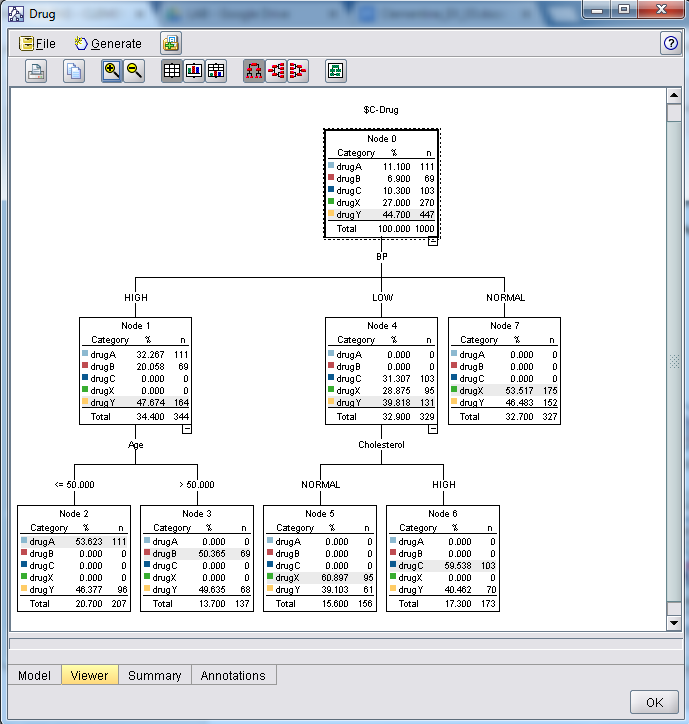 Drug
File Generate
$C-Drug
Node 0
Category % n
drugA 11.100 111
drugB 6.900 69
drugC 10.300 103
drugX 27.000 270
drugY 44.700 447
Total 100.000 1000
BP
HIGH LOW NORMAL
Node 1
Category % n
drugA 32.267 111
drugB 20.058 69
drugC 0.000 0
drugX 0.000 0
drugY 47.674 164
Total 34.400 344
Node 4
Category % n
drugA 0.000 0
drugB 0.000 0
drugC 31.307 103
drugX 28.875 95
drugY 39.818 131
Total 32.900 329
Node 7
Category % n
drugA 0.000 0
drugB 0.000 0
drugC 0.000 0
drugX 53.517 175
drugY 46.483 152
Total 32.700 327
Age
<= 50.000 > 50.000
Cholesterol
NORMAL HIGH
Node 2
Category % n
drugA 53.623 111
drugB 0.000 0
drugC 0.000 0
drugX 0.000 0
drugY 46.377 96
Total 20.700 207
Node 3
Category % n
drugA 0.000 0
drugB 50.365 69
drugC 0.000 0
drugX 0.000 0
drugY 49.635 68
Total 13.700 137
Node 5
Category % n
drugA 0.000 0
drugB 0.000 0
drugC 0.000 0
drugX 60.897 95
drugY 39.103 61
Total 15.600 156
Node 6
Category % n
drugA 0.000 0
drugB 0.000 0
drugC 59.538 103
drugX 0.000 0
drugY 40.462 70
Total 17.300 173
Model Viewer Summary Annotations
OK